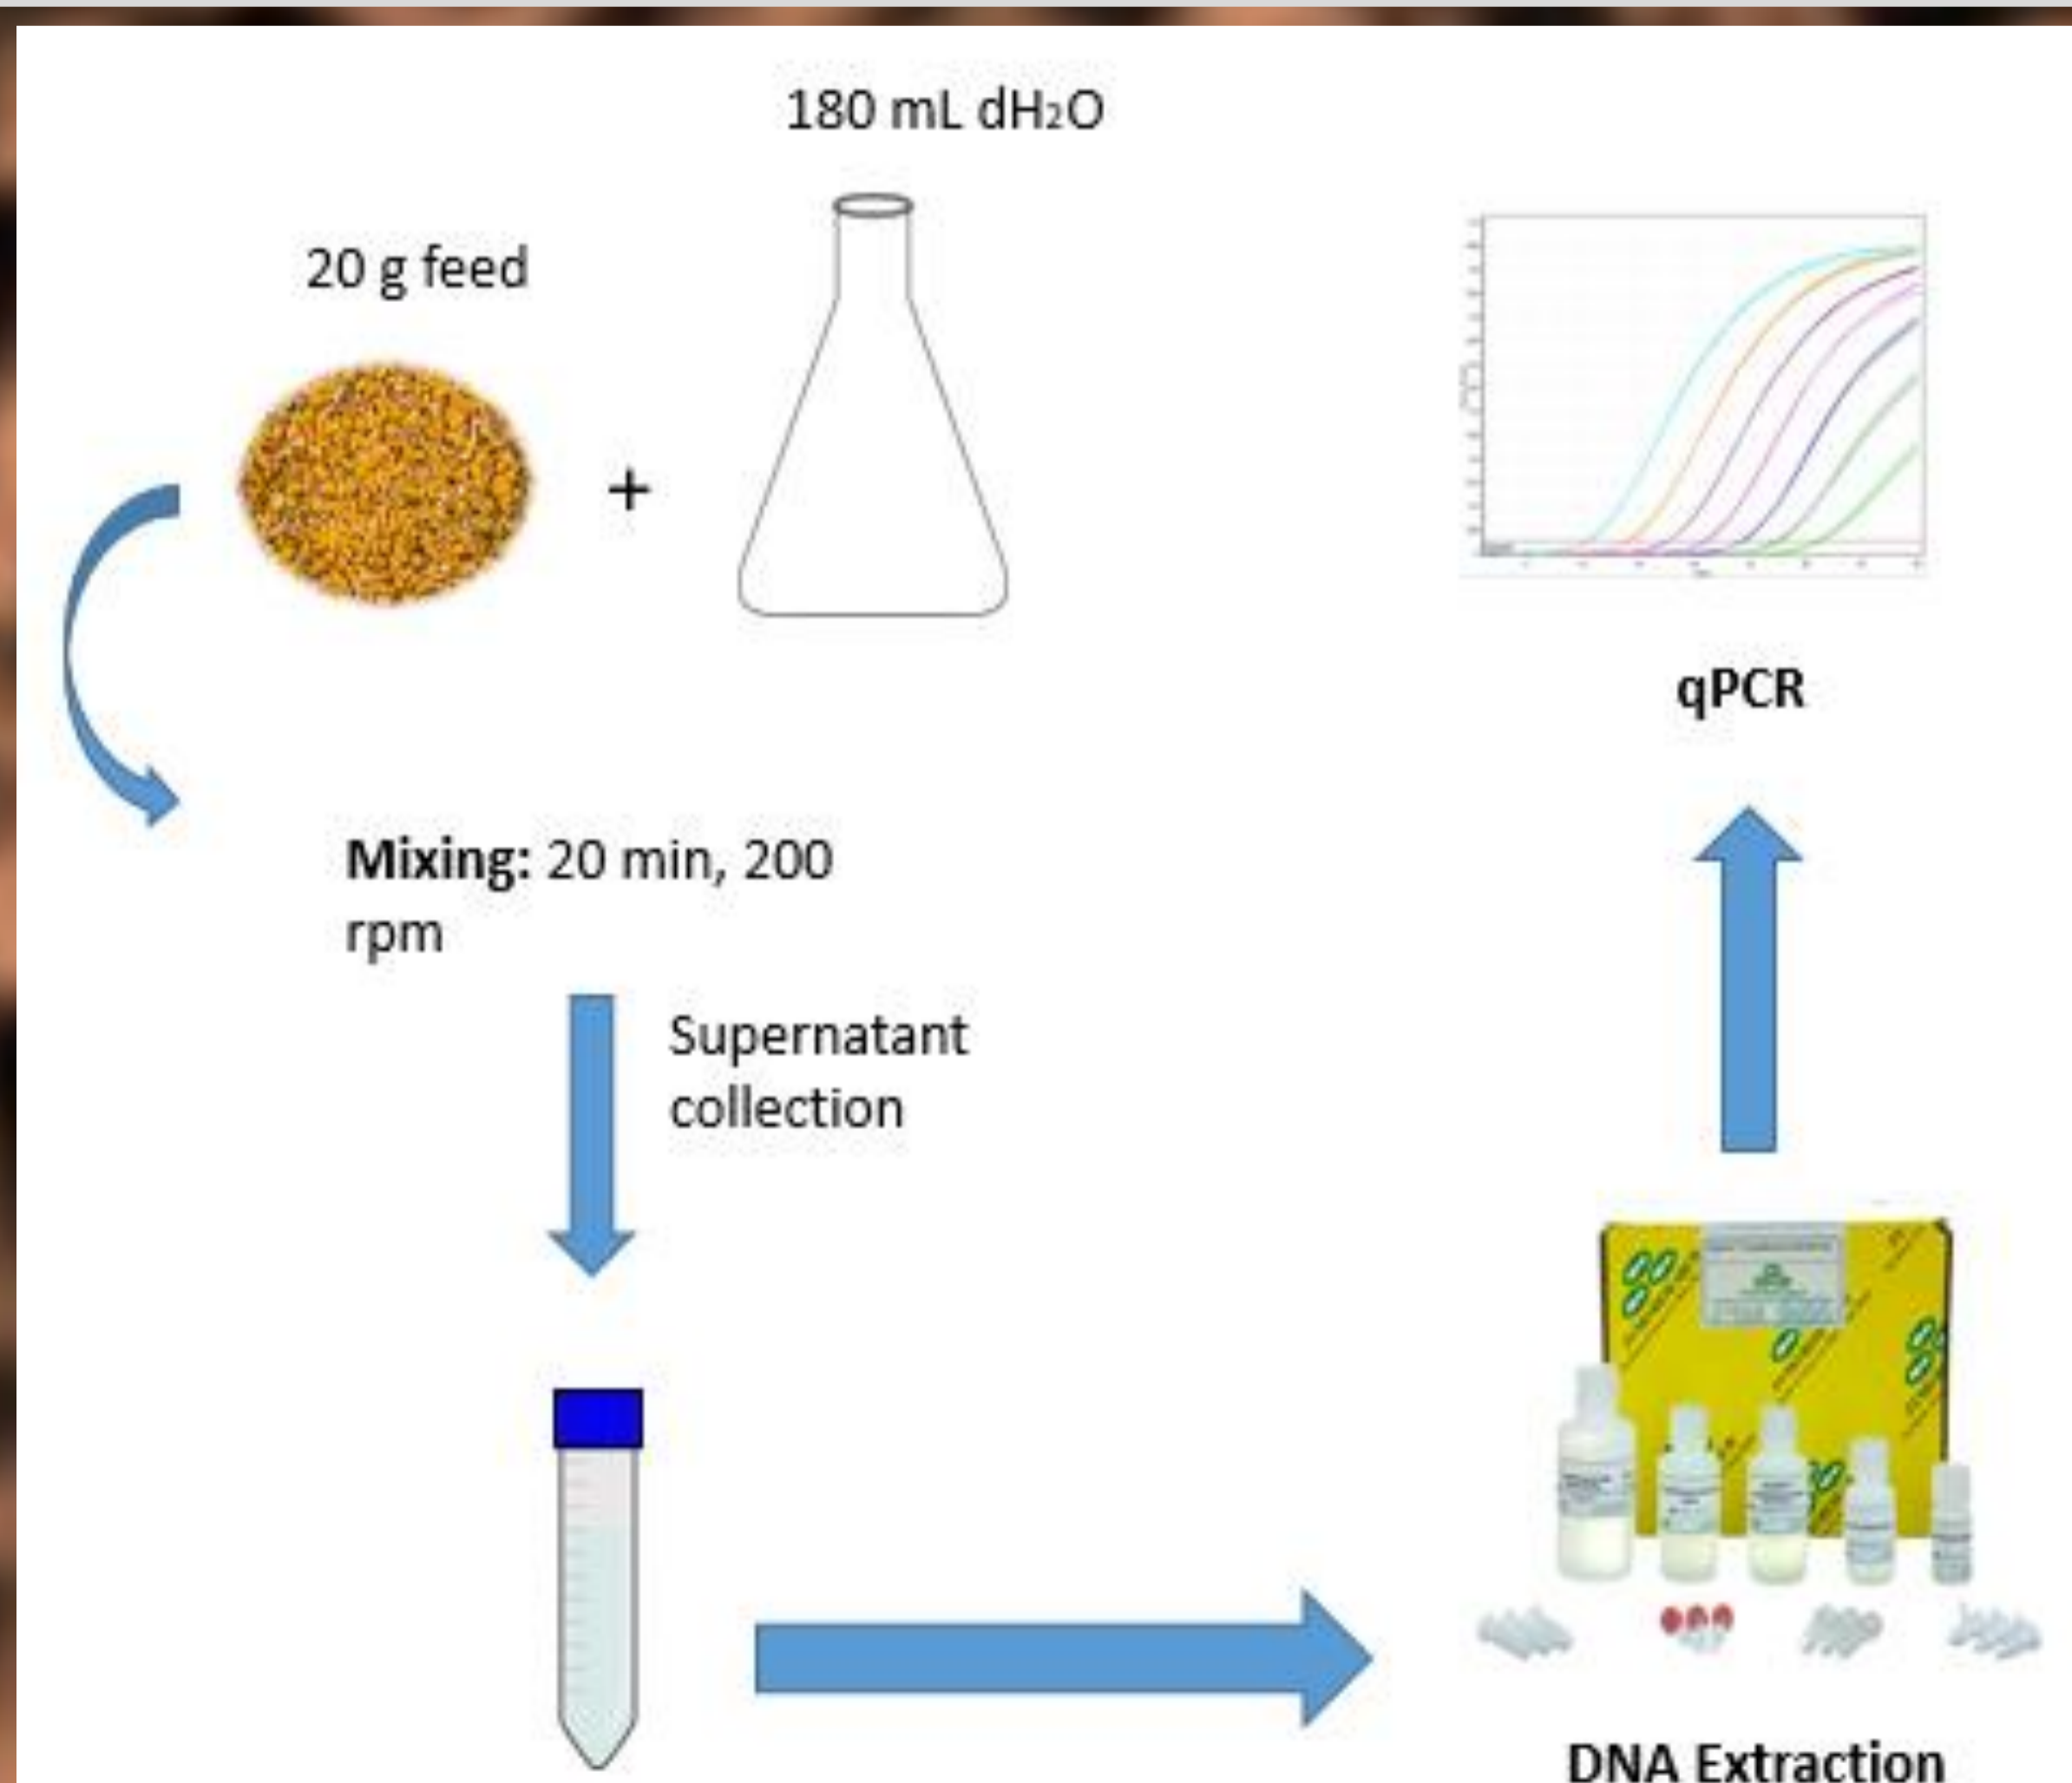 180 mL dH₂O
20 g feed
+
qPCR
Mixing: 20 min, 200
rpm
Supernatant
collection
DNA Extraction